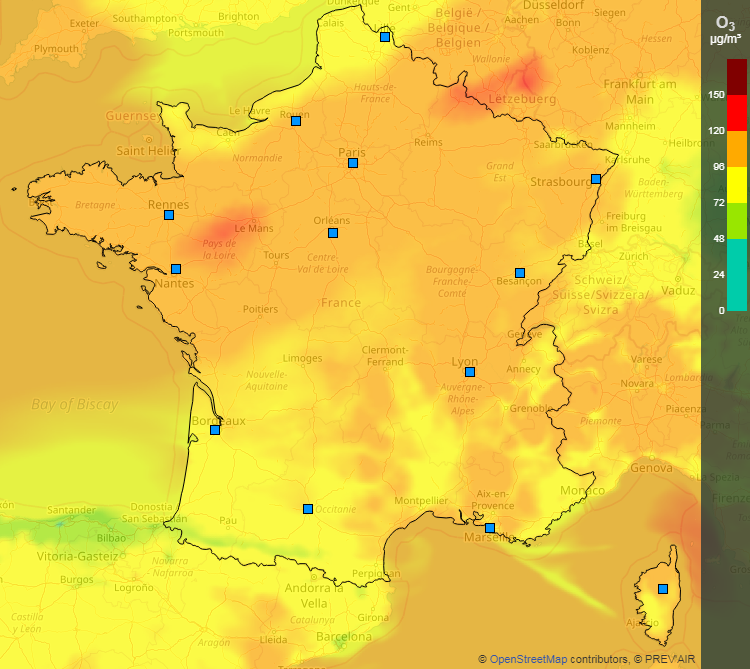 Exeter
Southampton
Brighton
Portsmouth
Plymouth
Dunkerque
Calais
Gent
België /
Belgique /
Belgien
Düsseldorf
Aachen
Siegen
Bonn
Koblenz
Hessen
Wallonie
Frankfurt am
Main
Lëtzebuerg
Mannheim
Heilbronn
Saarbrücken
Karlsruhe
Baden-
Württemberg
Hauts-de-
France
Guernsey
Le Havre
Rouen
Caen
Saint Helier
Normandie
Paris
Reims
Grand
Est
Strasbourg
Freiburg
im Breisgau
Basel
Zürich
Bretagne
Rennes
Le Mans
Pays de
la Loire
Orléans
Tours
Centre-
Val de Loire
Nantes
Bourgogne-
Franche-
Comté
Besançon
Schweiz/
Suisse/Svizzera/
Svizra
Vaduz
France
Poitiers
Genève
Limoges
Clermont-
Ferrand
Lyon
Annecy
Varese
Novara
Lombardia
Nouvelle-
Aquitaine
Auvergne-
Rhône-
Alpes
Grenoble
Piacenza
Piemonte
Parma
Bay of Biscay
Bordeaux
Genova
La Spezia
Monaco
Firenze
Montpellier
Aix-en-
Provence
Marseille
Occitanie
Pau
Santander
Donostia
San Sebastián
Bilbao
Vitoria-Gasteiz
Navarra
- Nafarroa
Burgos
Logroño
Perpignan
Andorra la
Vella
Girona
Catalunya
Castilla
y León
Aragón
Lleida
Barcelona
Tarragona
Ajaccio
O3
µg/m³
150
120
96
72
48
24
0
© OpenStreetMap contributors, © PREV'AIR